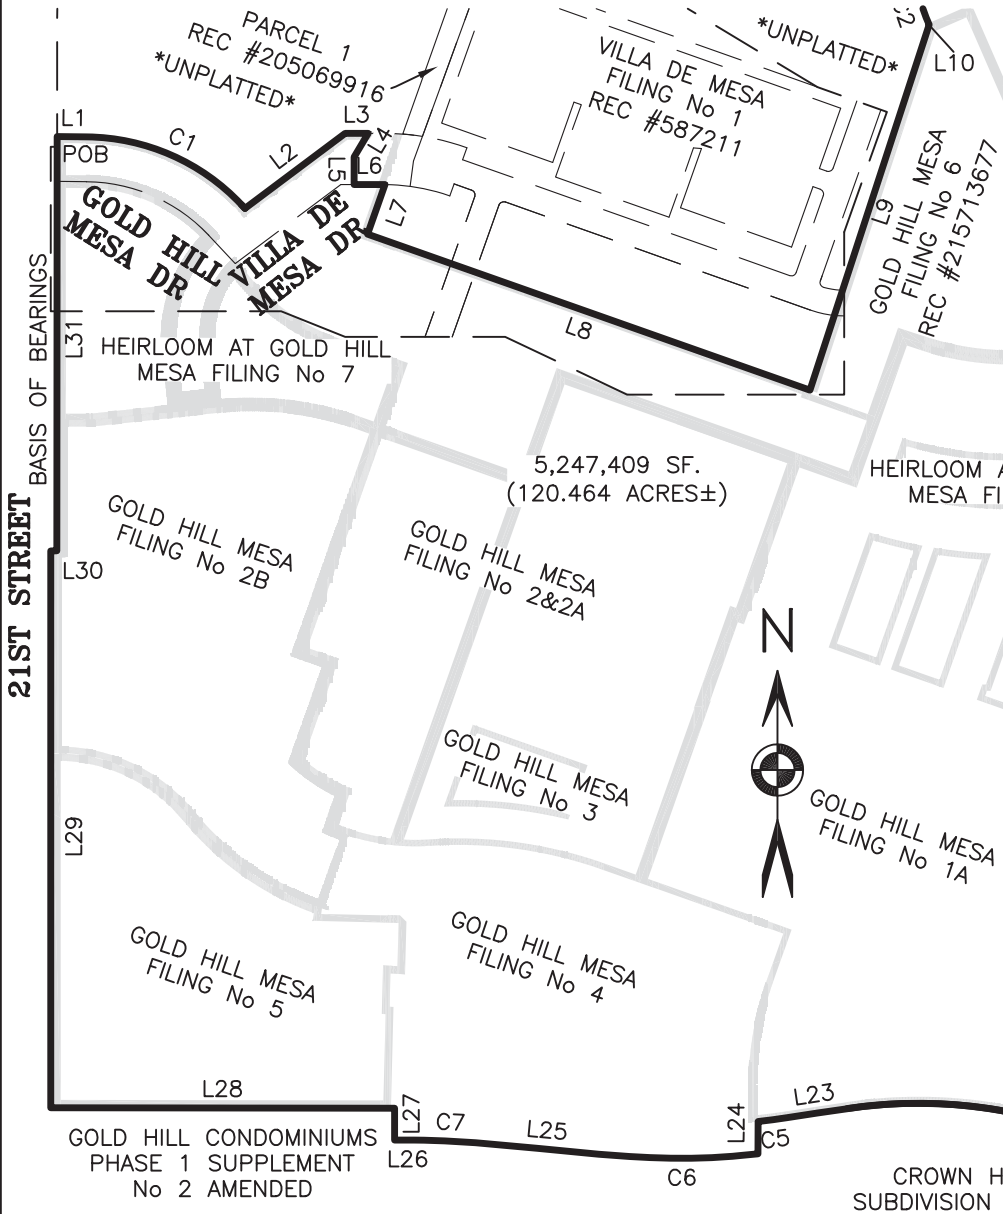 PARCEL 1
REC #205069916
*UNPLATTED*
*UNPLATTED*
C2
L10
VILLA DE MESA
FILING No 1
REC #587211
L1
POB
C1
L2
L3
L4
L5
L6
L7
L8
L9
GOLD HILL MESA
FILING No 6
REC #215713677
GOLD HILL
MESA DR
VILLA DE
MESA DR
BASIS OF BEARINGS
L31
HEIRLOOM AT GOLD HILL
MESA FILING No 7
5,247,409 SF.
(120.464 ACRES±)
HEIRLOOM A
MESA FI
21ST STREET
L30
GOLD HILL MESA
FILING No 2B
GOLD HILL MESA
FILING No 2&2A
N
GOLD HILL MESA
FILING No 3
GOLD HILL MESA
FILING No 1A
L29
GOLD HILL MESA
FILING No 5
GOLD HILL MESA
FILING No 4
L28
L27
C7
L26
L25
C6
L24
C5
L23
GOLD HILL CONDOMINIUMS
PHASE 1 SUPPLEMENT
No 2 AMENDED
CROWN H
SUBDIVISION